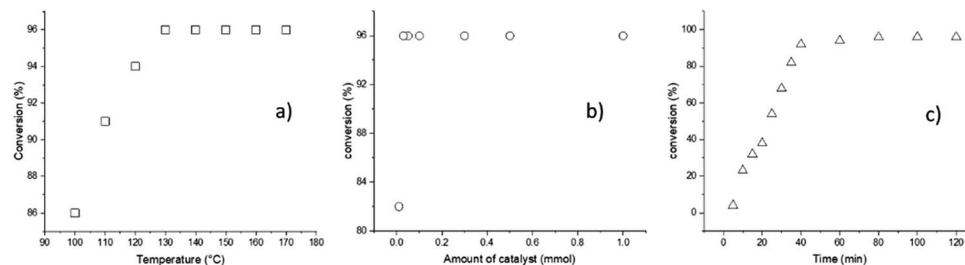 96
94
92
90
88
86
90 100 110 120 130 140 150 160 170 180
Conversion (%)
Temperature (°C)
a)
96
92
88
84
80
0.0 0.2 0.4 0.6 0.8 1.0
conversion (%)
Amount of catalyst (mmol)
b)
100
80
60
40
20
0
0 20 40 60 80 100 120
conversion (%)
Time (min)
c)